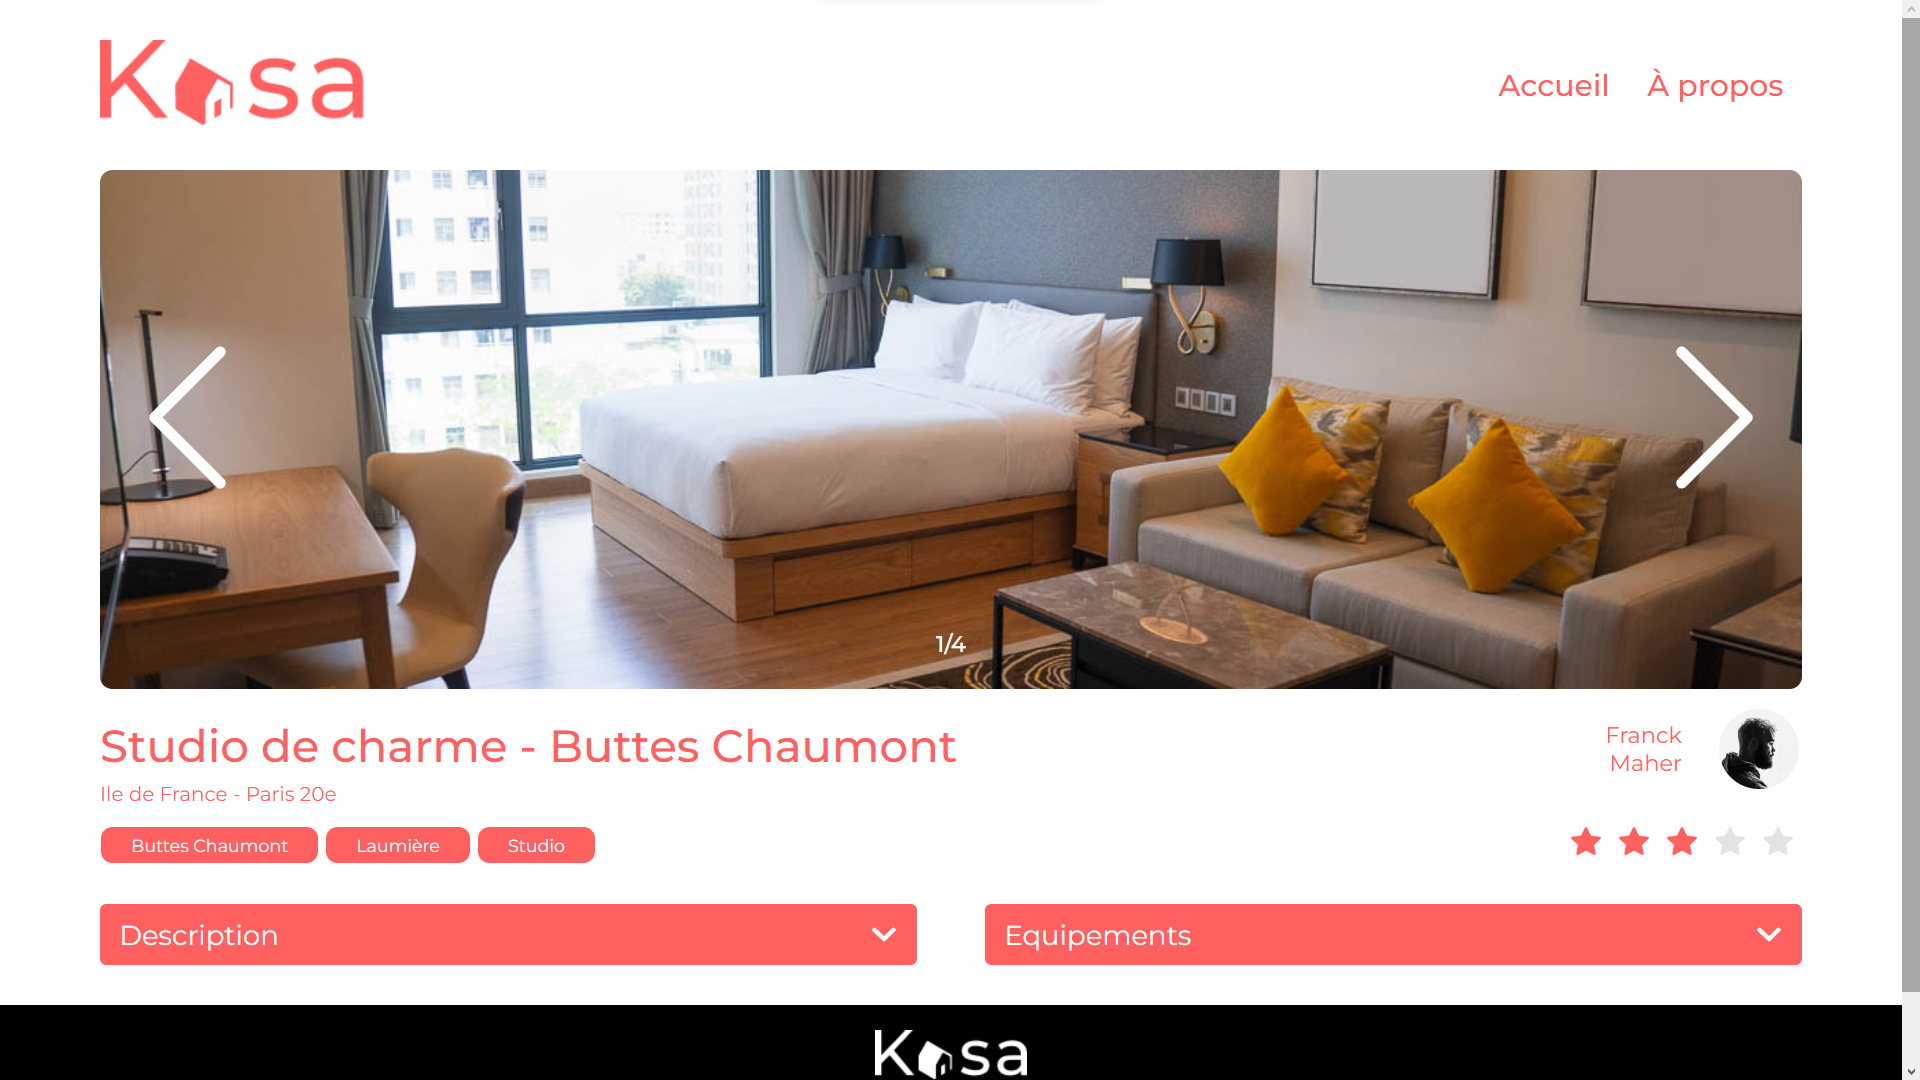 Kasa
Accueil
À propos
1/4
Studio de charme - Buttes Chaumont
Ile de France - Paris 20e
Franck
Maher
Buttes Chaumont
Laumière
Studio
Description
Equipements
Kasa